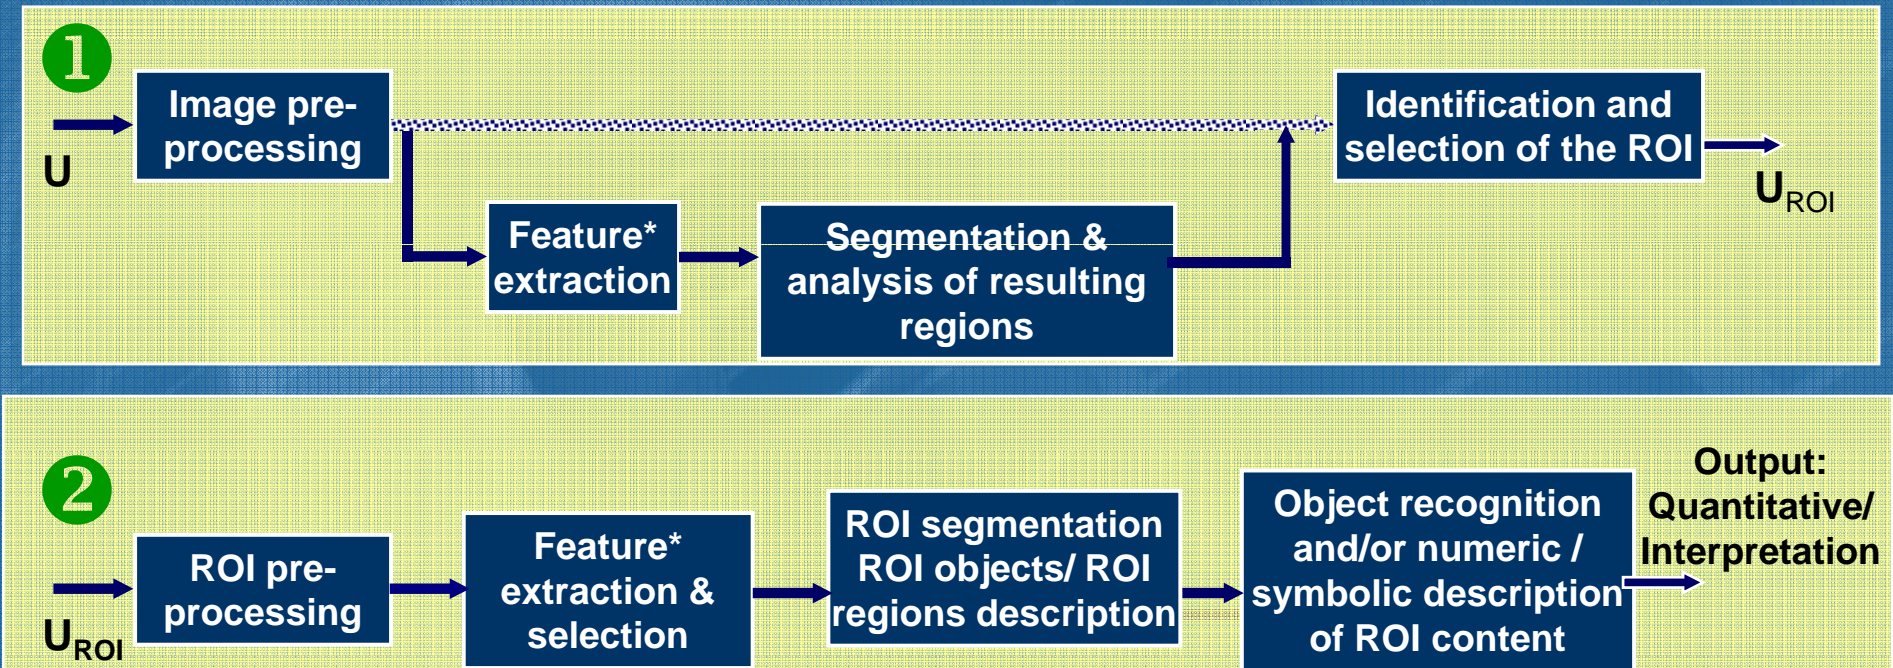 1
Image pre-
processing
U
Feature*
extraction
Segmentation &
analysis of resulting
regions
Identification and
selection of the ROI
UROI
2
ROI pre-
processing
UROI
Feature*
extraction &
selection
ROI segmentation
ROI objects/ ROI
regions description
Object recognition
and/or numeric /
symbolic description
of ROI content
Output:
Quantitative/
Interpretation